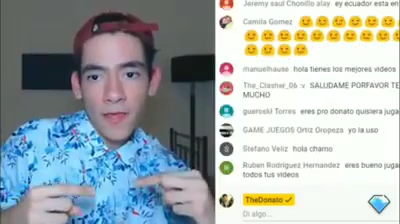 Jeremy saul Chonillo alay ey ecuador esta en
Camila Gomez
manuelhause hola tienes los mejores videos
The_Clasher_06 :v SALUDAME PORFAVOR TE
MUCHO
gueroski Torres eres pro donato quisiera juga
GAME JUEGOS Ortiz Oropeza yo la uso
Stefano Veliz hola chamo
Ruben Rodriguez Hernandez eres bueno jugan
todos tus videos
TheDonato
Di algo...